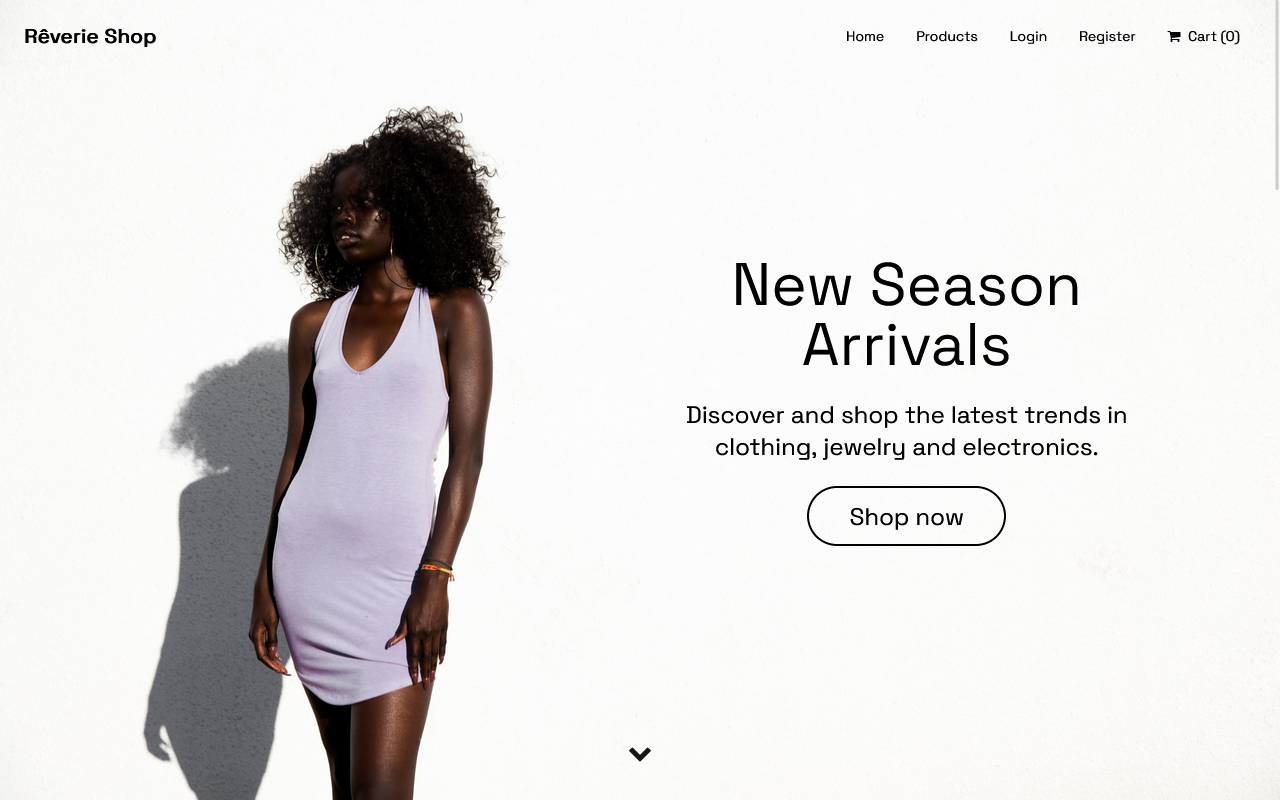 Rêverie Shop
Home Products Login Register Cart (0)
New Season
Arrivals
Discover and shop the latest trends in
clothing, jewelry and electronics.
Shop now